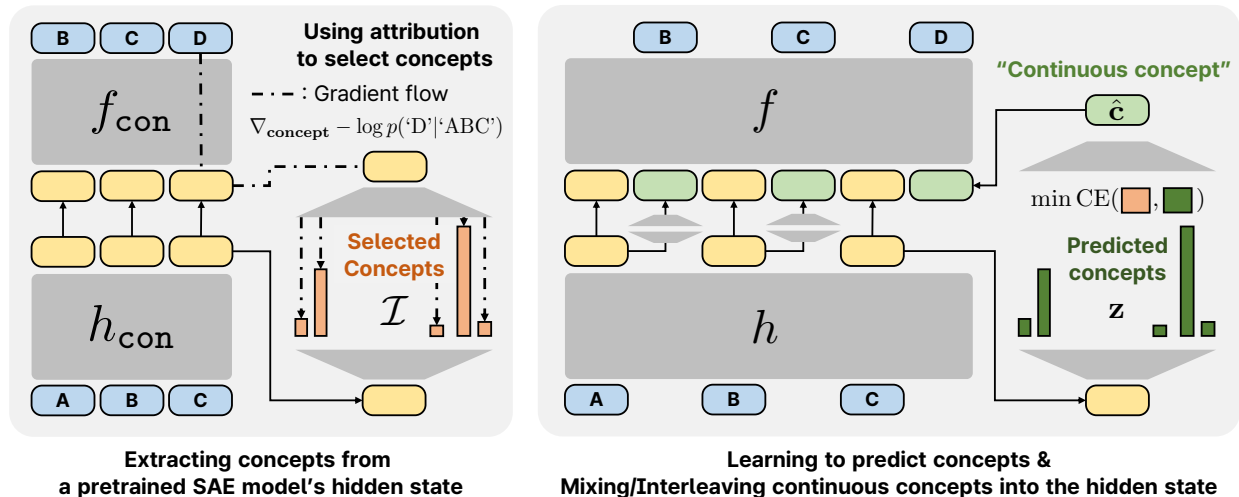 B C D
Using attribution
to select concepts
: Gradient flow
∇concept − log p(‘D’|‘ABC’)
f_con
Selected
Concepts
I
h_con
A B C
Extracting concepts from
a pretrained SAE model’s hidden state
B C D
“Continuous concept”
f
ĉ
min CE( , )
Predicted
concepts
z
h
A B C
Learning to predict concepts &
Mixing/Interleaving continuous concepts into the hidden state